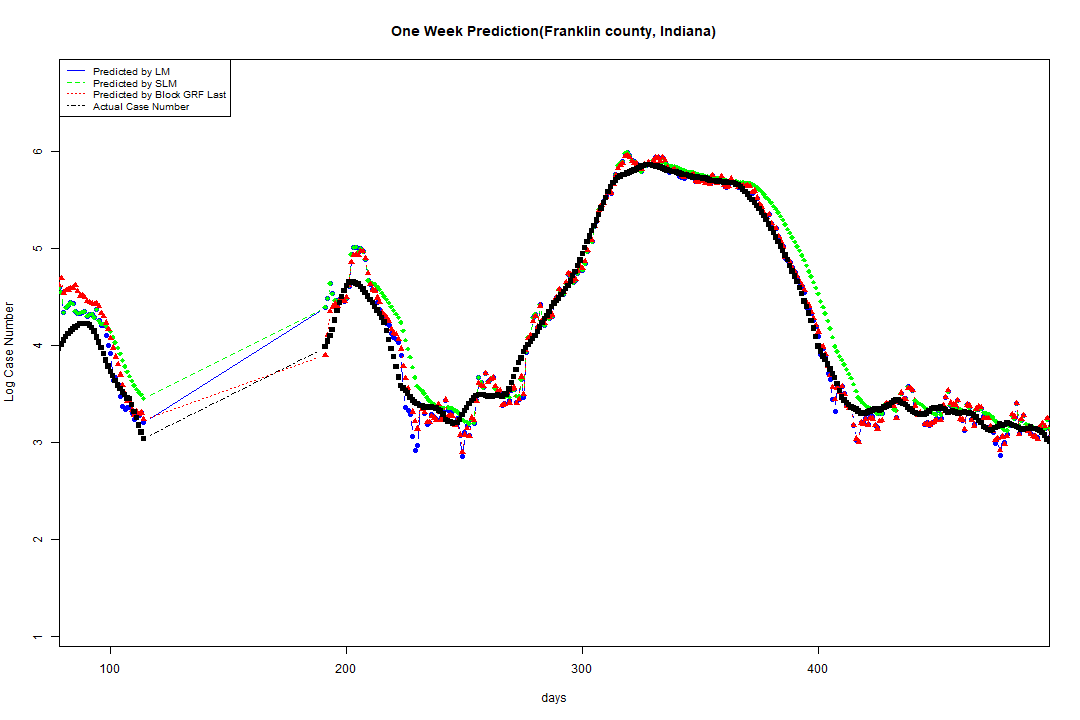 One Week Prediction(Franklin county, Indiana)
Predicted by LM
Predicted by SLM
Predicted by Block GRF Last
Actual Case Number
Log Case Number
6
5
4
3
2
1
100 200 300 400
days